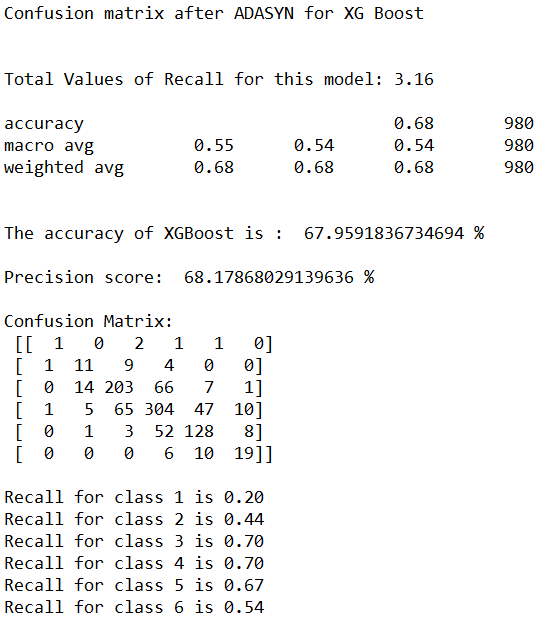 Confusion matrix after ADASYN for XG Boost
Total Values of Recall for this model: 3.16
accuracy                            0.68       980
macro avg          0.55      0.54      0.54       980
weighted avg       0.68      0.68      0.68       980
The accuracy of XGBoost is :  67.9591836734694 %
Precision score:  68.17868029139636 %
Confusion Matrix:
 [[  1   0   2   1   1   0]
 [  1  11   9   4   0   0]
 [  0  14 203  66   7   1]
 [  1   5  65 304  47  10]
 [  0   1   3  52 128   8]
 [  0   0   0   6  10  19]]
Recall for class 1 is 0.20
Recall for class 2 is 0.44
Recall for class 3 is 0.70
Recall for class 4 is 0.70
Recall for class 5 is 0.67
Recall for class 6 is 0.54